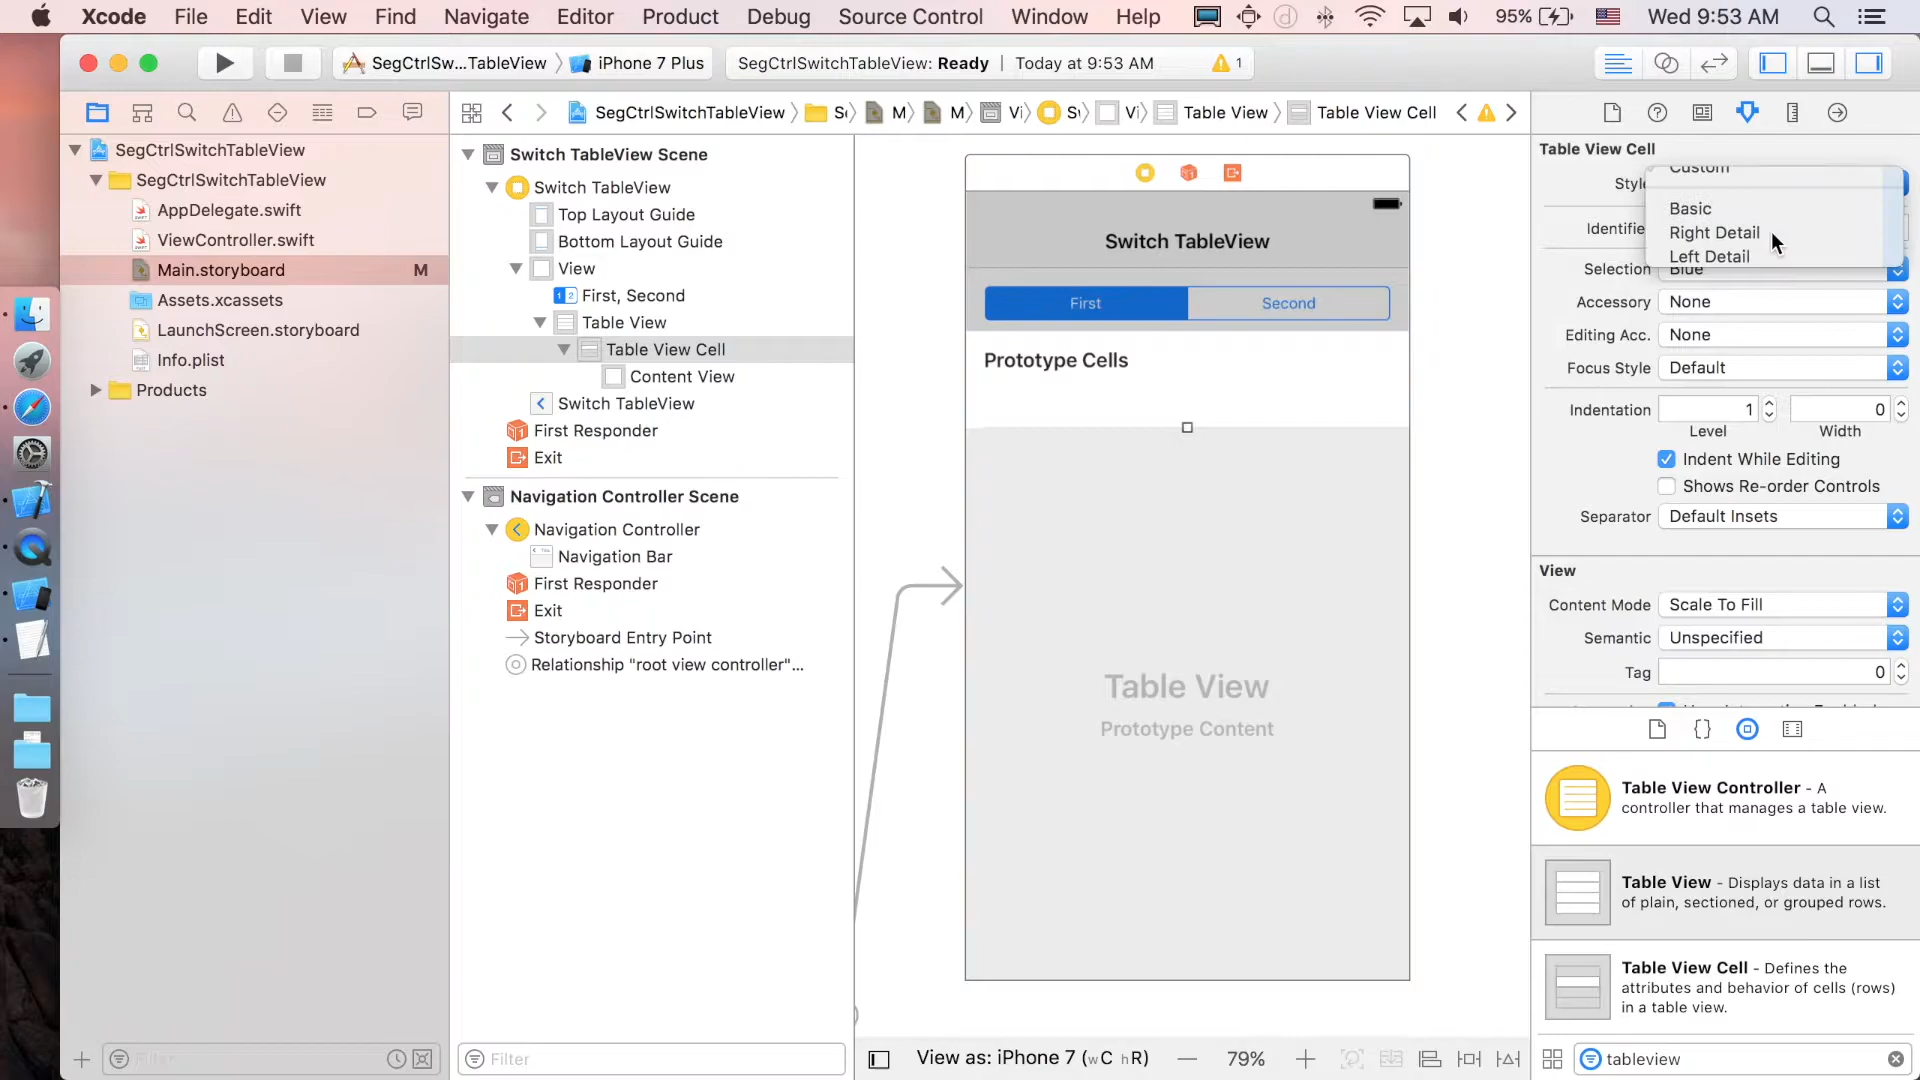 Xcode File Edit View Find Navigate Editor Product Debug Source Control Window Help 95% Wed 9:53 AM
SegCtrlSw...TableView iPhone 7 Plus SegCtrlSwitchTableView: Ready | Today at 9:53 AM 1
SegCtrlSwitchTableView M M Table View Table View Cell
SegCtrlSwitchTableView
SegCtrlSwitchTableView
AppDelegate.swift
ViewController.swift
Main.storyboard M
Assets.xcassets
LaunchScreen.storyboard
Info.plist
Products
Filter
Switch TableView Scene
Switch TableView
Top Layout Guide
Bottom Layout Guide
View
First, Second
Table View
Table View Cell
Content View
Switch TableView
First Responder
Exit
Navigation Controller Scene
Navigation Controller
Navigation Bar
First Responder
Exit
Storyboard Entry Point
Relationship "root view controller"...
Filter
Switch TableView
First Second
Prototype Cells
Table View
Prototype Content
View as: iPhone 7 (wC hR) 79%
Table View Cell
Custom
Basic
Right Detail
Left Detail
Selection Blue
Accessory None
Editing Acc. None
Focus Style Default
Indentation 1 0
Level Width
Indent While Editing
Shows Re-order Controls
Separator Default Insets
View
Content Mode Scale To Fill
Semantic Unspecified
Tag 0
Table View Controller - A
controller that manages a table view.
Table View - Displays data in a list
of plain, sectioned, or grouped rows.
Table View Cell - Defines the
attributes and behavior of cells (rows)
in a table view.
tableview